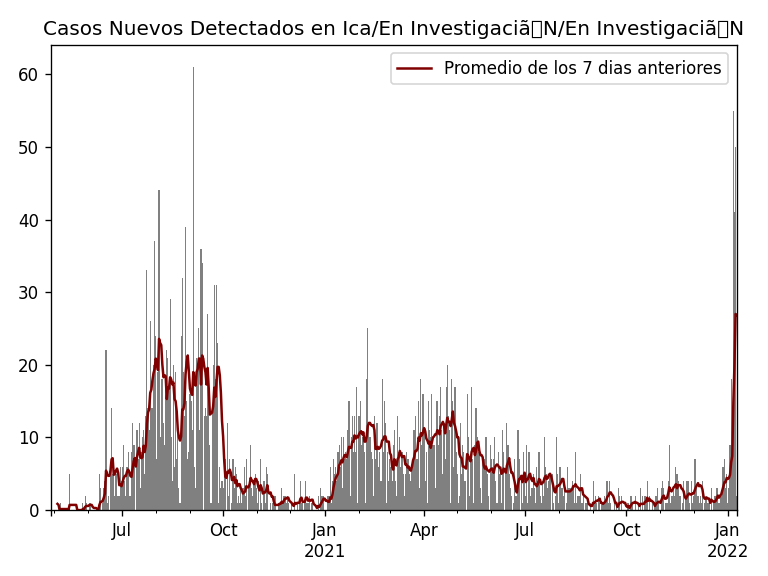 Casos Nuevos Detectados en Ica/En Investigaciã▯N/En Investigaciã▯N
Promedio de los 7 dias anteriores
60
50
40
30
20
10
0
Jul
Oct
Jan
2021
Apr
Jul
Oct
Jan
2022